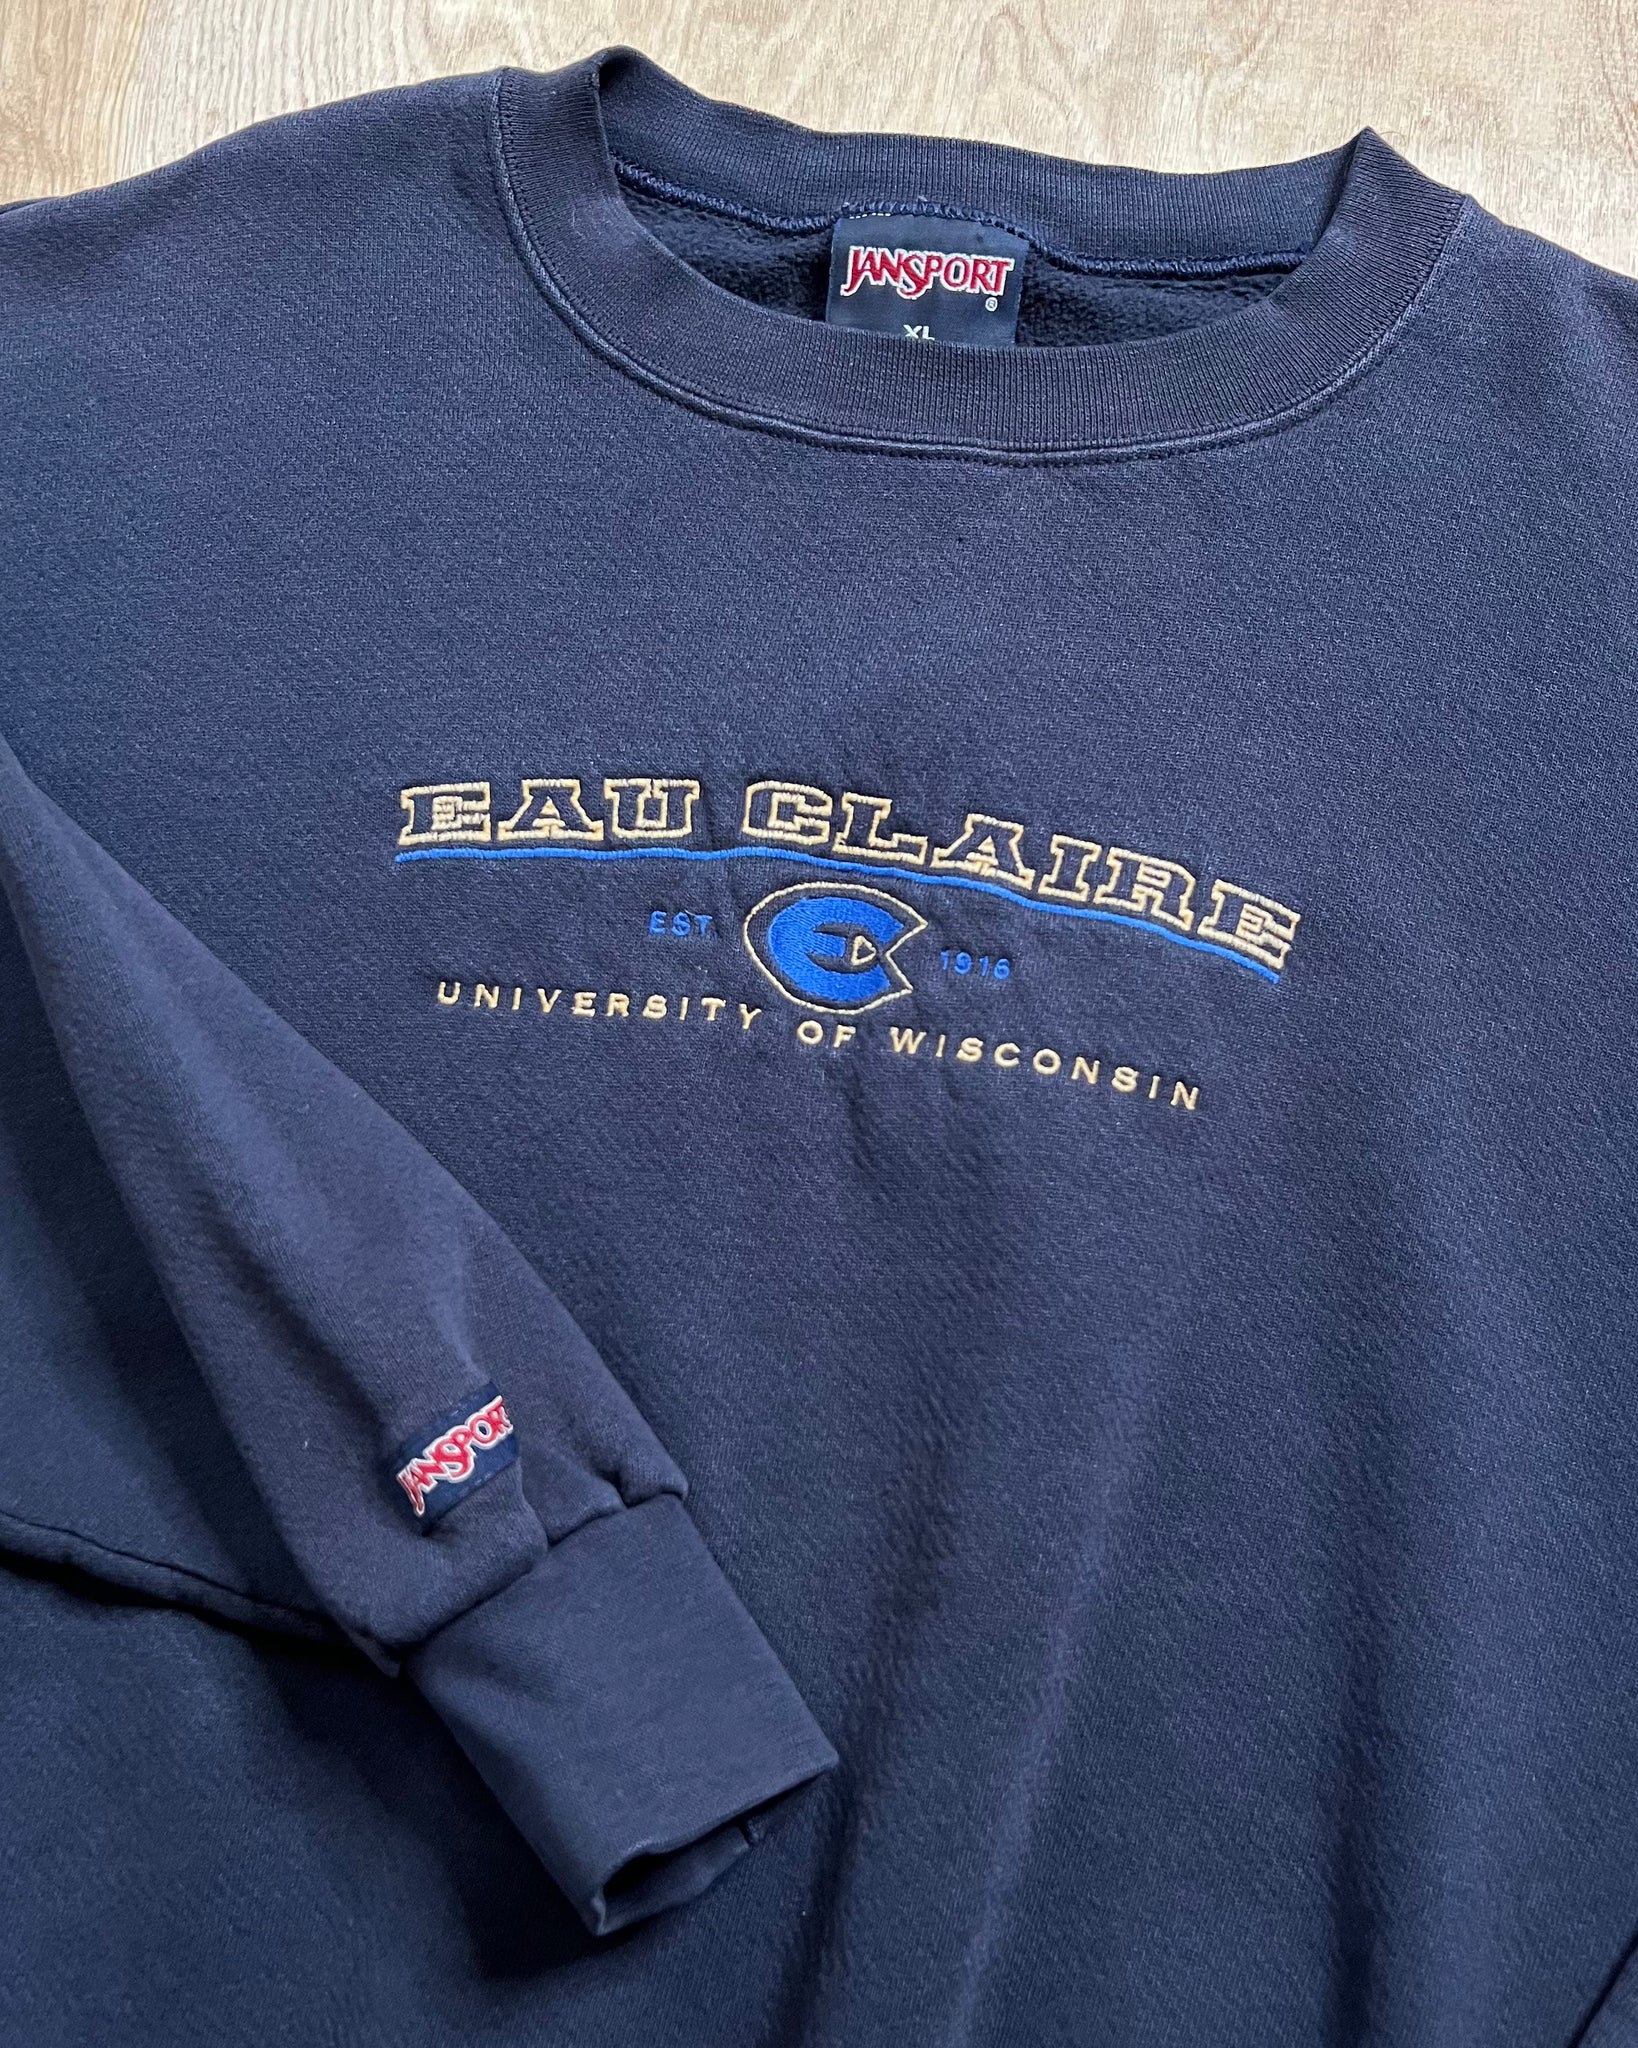 JANSPORT
®
XL
EAU CLAIRE
EST. 1916
UNIVERSITY OF WISCONSIN
JANSPORT